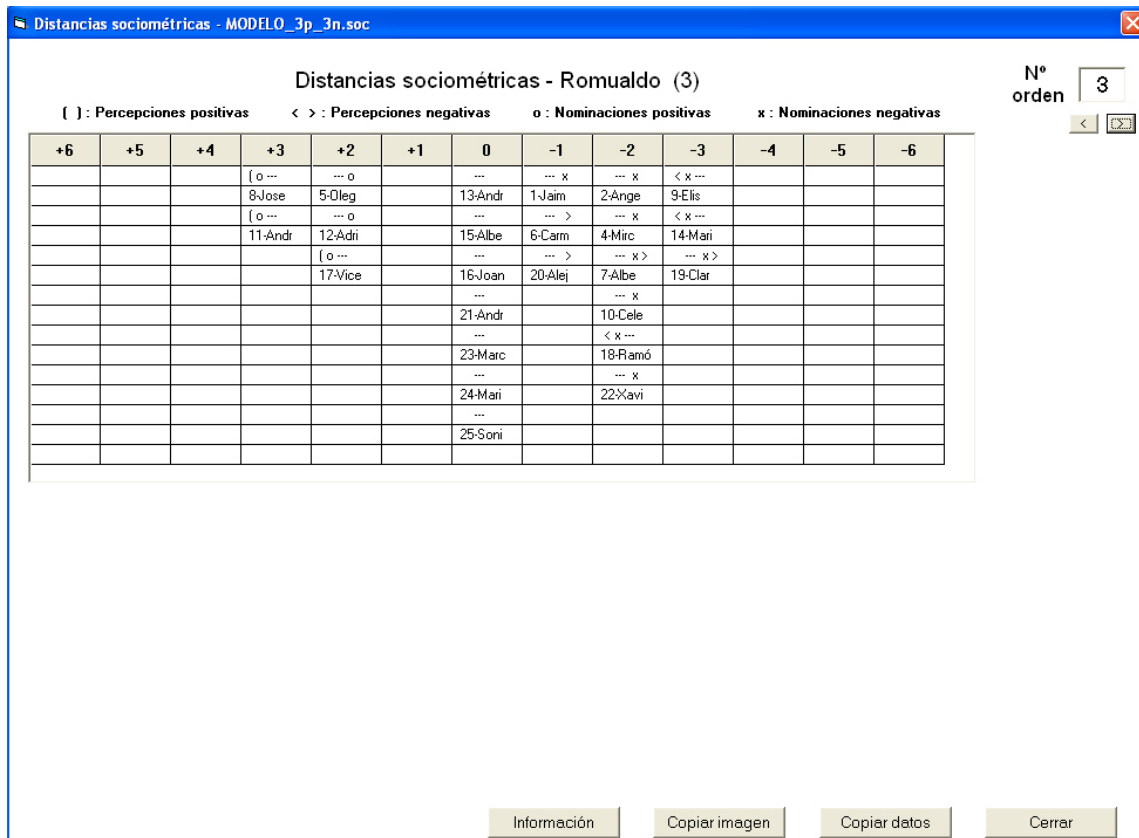 Distancias sociométricas - MODELO_3p_3n.soc
Distancias sociométricas - Romualdo (3)
Nº orden 3
( ) : Percepciones positivas < > : Percepciones negativas o : Nominaciones positivas x : Nominaciones negativas
< >
+6 +5 +4 +3 +2 +1 0 -1 -2 -3 -4 -5 -6
( o --- --- o --- --- x --- x < x ---
8-Jose 5-Oleg 13-Andr 1-Jaim 2-Ange 9-Elis
( o --- --- o --- --- > --- x < x ---
11-Andr 12-Adri 15-Albe 6-Carm 4-Mirc 14-Mari
( o --- --- --- > --- x > --- x >
17-Vice 16-Joan 20-Alej 7-Albe 19-Clar
--- --- x
21-Andr 10-Cele
--- < x ---
23-Marc 18-Ramó
--- --- x
24-Mari 22-Xavi
---
25-Soni
Información Copiar imagen Copiar datos Cerrar